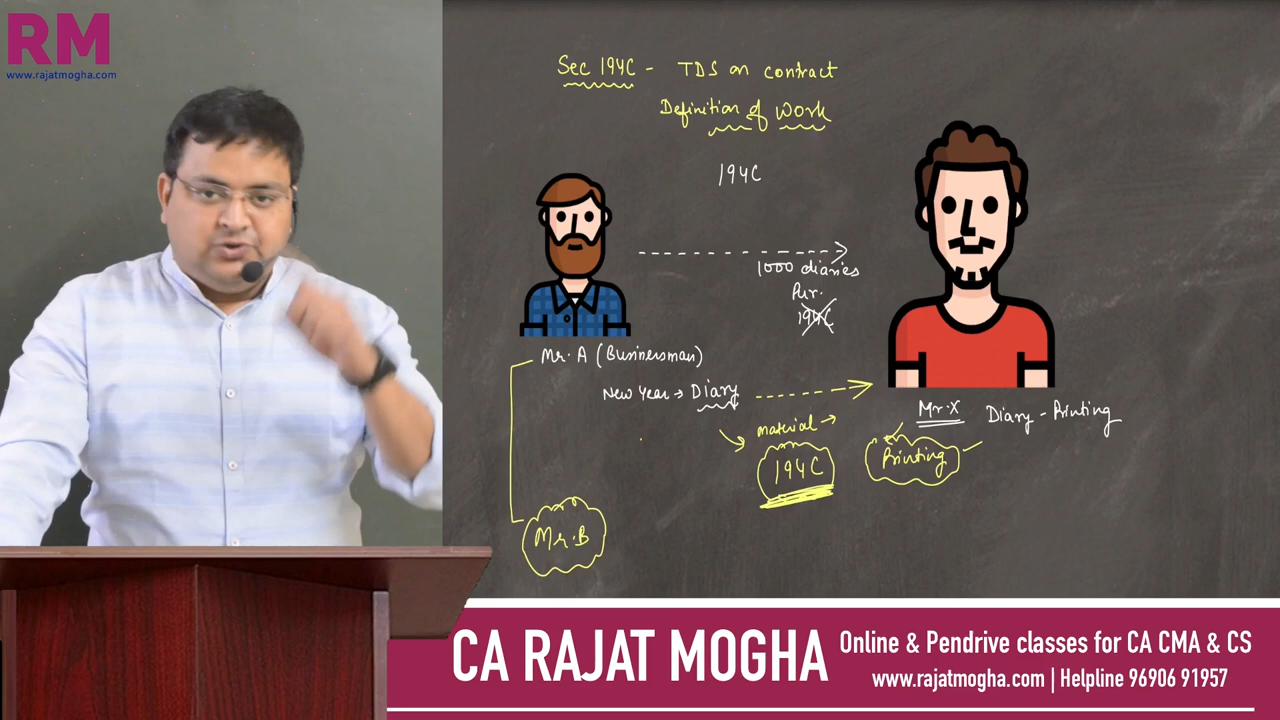 RM
www.rajatmogha.com
Sec 194C - TDS on contract
Definition of Work
194C
1000 diaries
Pur.
194C
Mr. A (Businessman)
New Year → Diary
material →
194C
Mr. X
Diary - Printing
Printing
Mr. B
CA RAJAT MOGHA
Online & Pendrive classes for CA CMA & CS
www.rajatmogha.com | Helpline 96906 91957